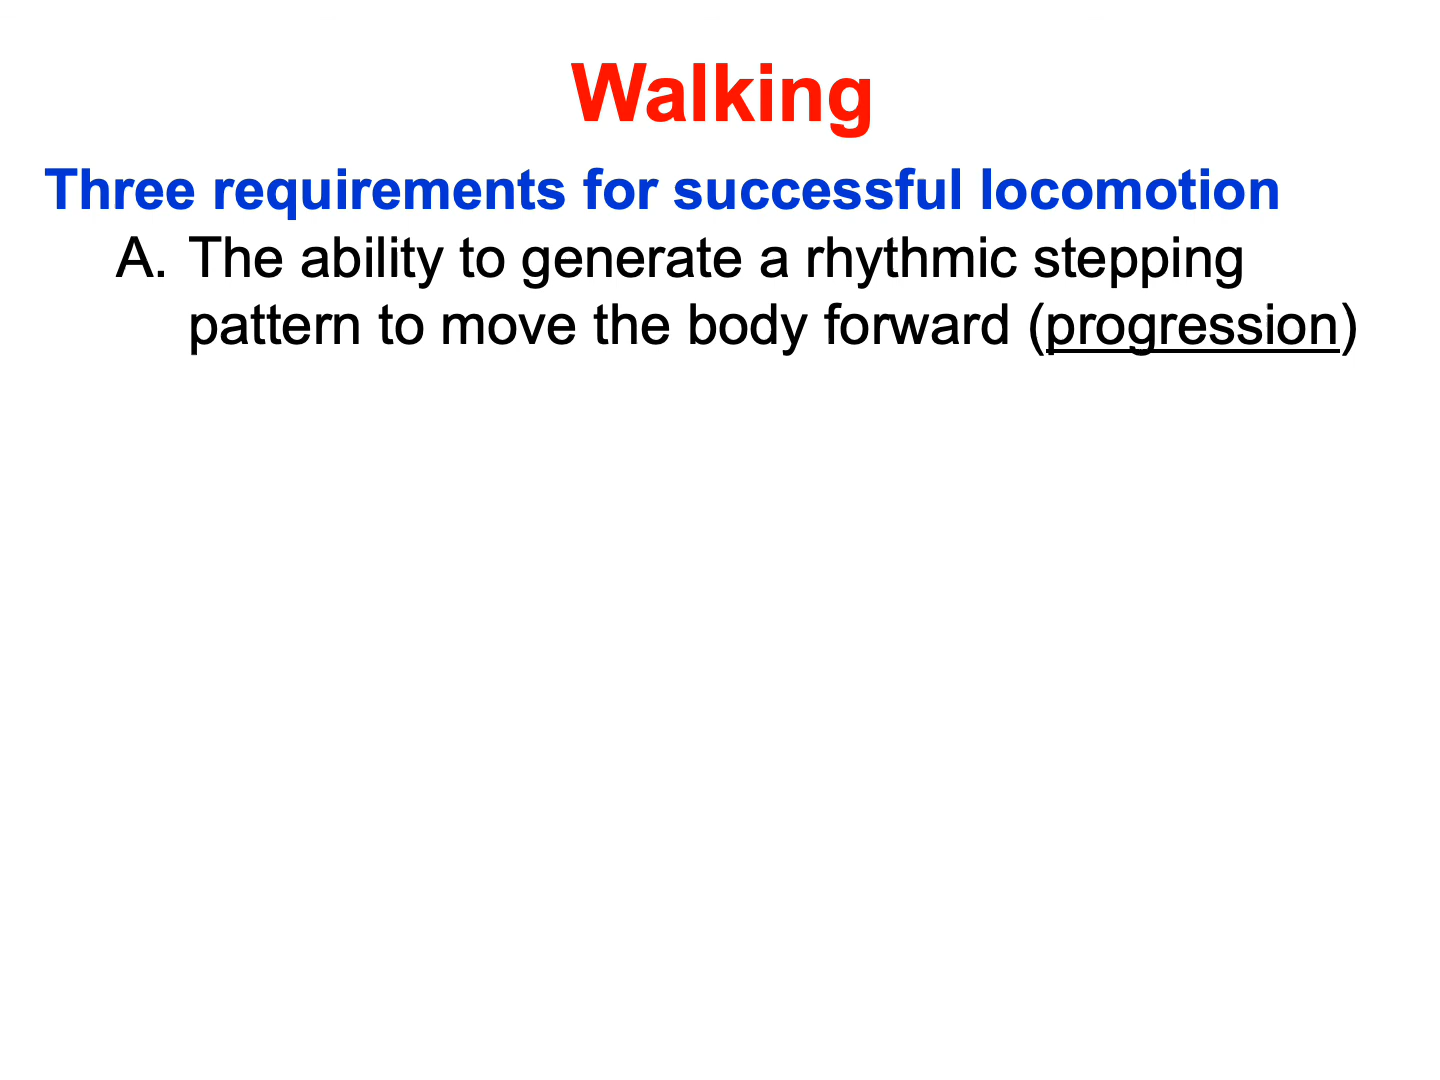 Walking
Three requirements for successful locomotion
A. The ability to generate a rhythmic stepping
pattern to move the body forward (progression)